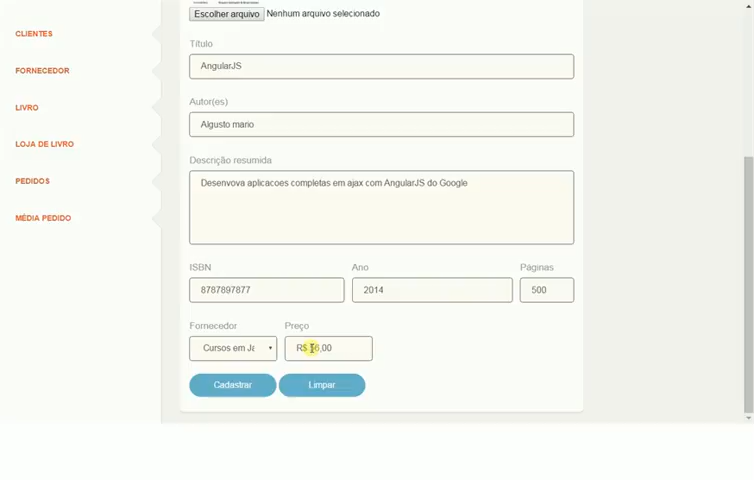 Escolher arquivo Nenhum arquivo selecionado
CLIENTES
FORNECEDOR
LIVRO
LOJA DE LIVRO
PEDIDOS
MÉDIA PEDIDO
Título
AngularJS
Autor(es)
Algusto mario
Descrição resumida
Desenvova aplicacoes completas em ajax com AngularJS do Google
ISBN Ano Páginas
8787897877 2014 500
Fornecedor Preço
Cursos em Ja R$
Cadastrar Limpar